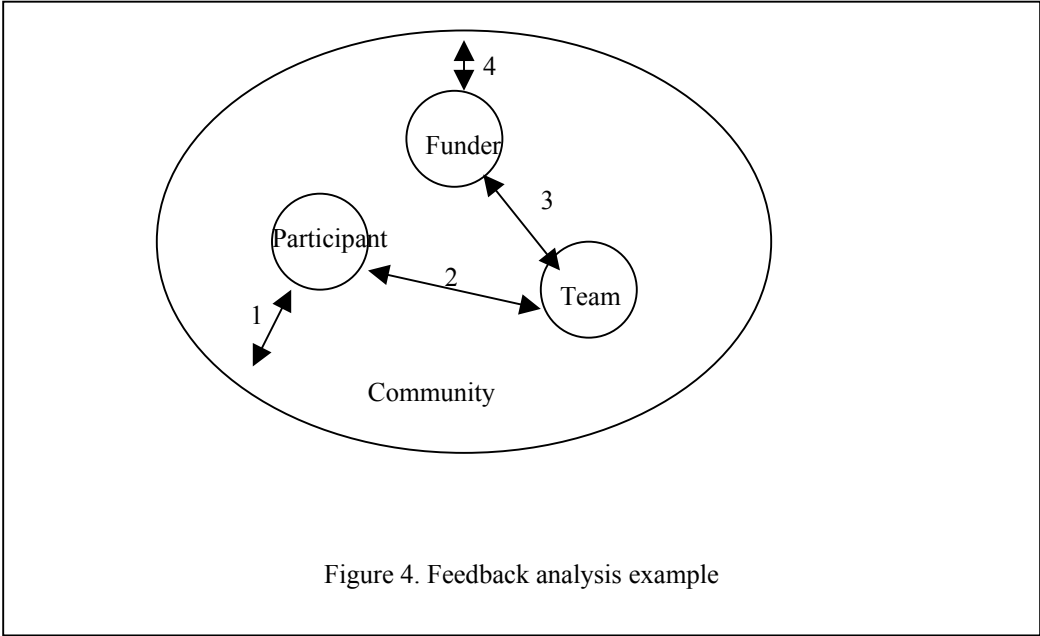 4
Funder
3
Participant
2
Team
1
Community
Figure 4. Feedback analysis example